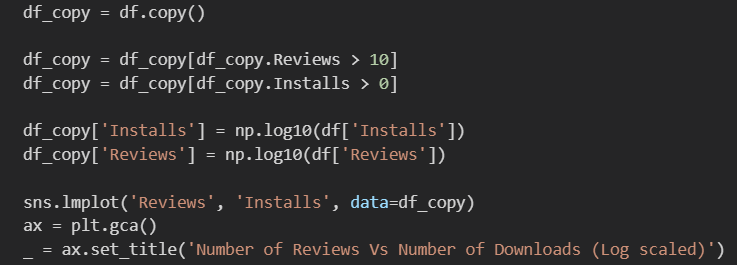 df_copy = df.copy()
df_copy = df_copy[df_copy.Reviews > 10]
df_copy = df_copy[df_copy.Installs > 0]
df_copy['Installs'] = np.log10(df['Installs'])
df_copy['Reviews'] = np.log10(df['Reviews'])
sns.lmplot('Reviews', 'Installs', data=df_copy)
ax = plt.gca()
_ = ax.set_title('Number of Reviews Vs Number of Downloads (Log scaled)')